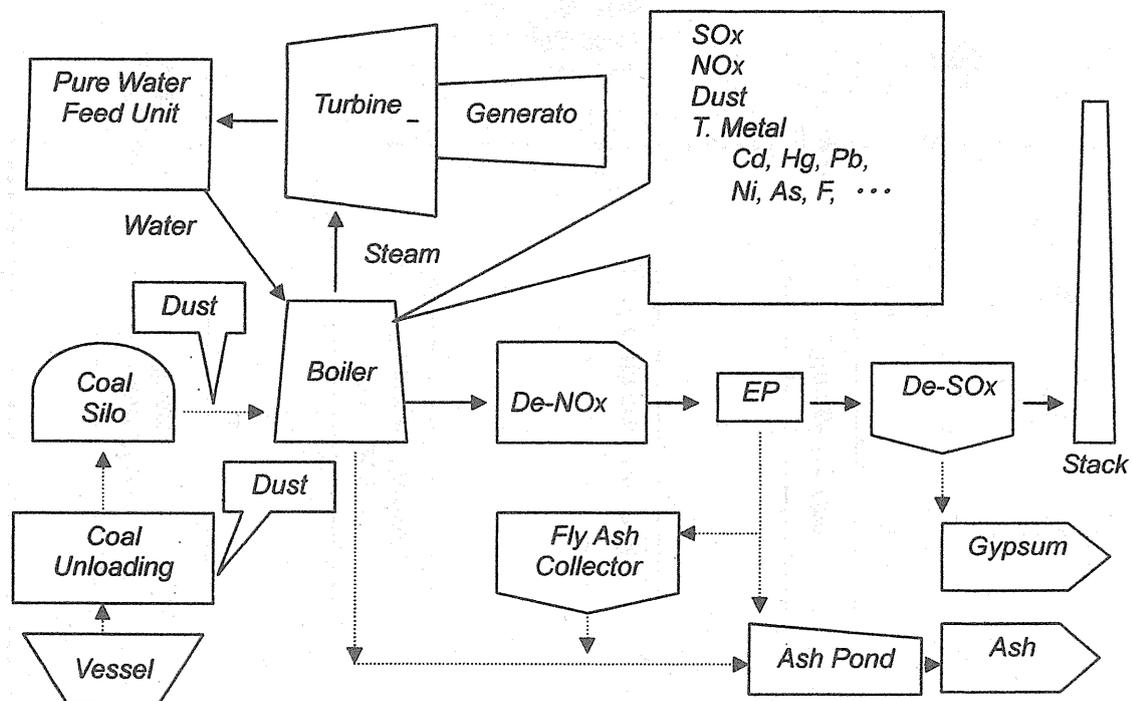 Pure Water
Feed Unit
Turbine
Generato
SOx
NOx
Dust
T. Metal
Cd, Hg, Pb,
Ni, As, F, ···
Water
Steam
Dust
Coal
Silo
Boiler
De-NOx
EP
De-SOx
Stack
Dust
Coal
Unloading
Fly Ash
Collector
Gypsum
Vessel
Ash Pond
Ash